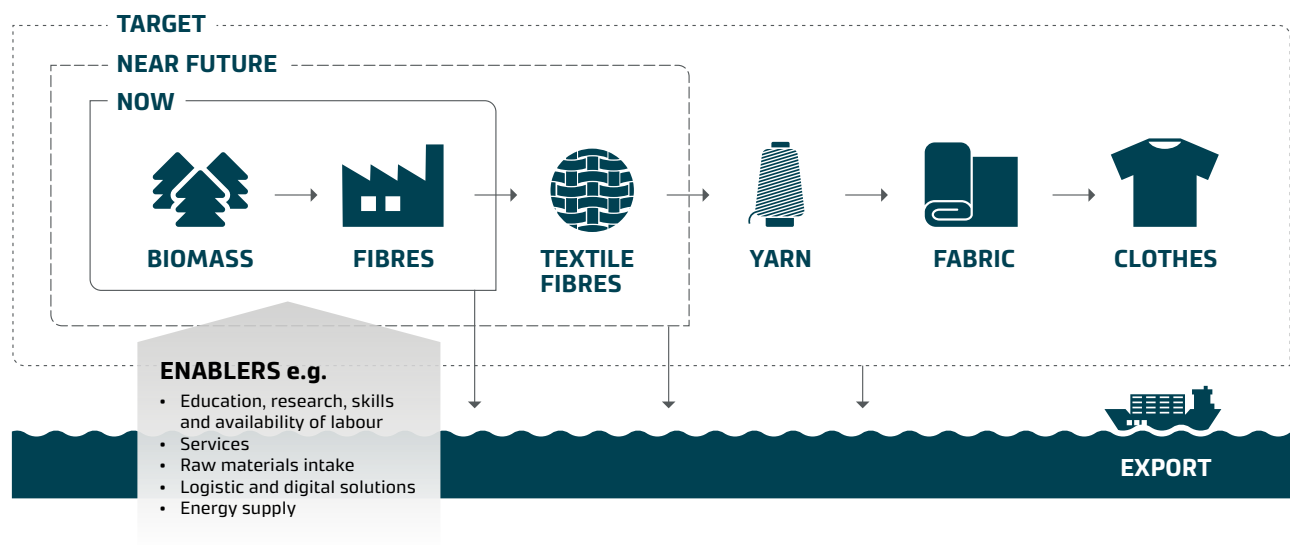 TARGET
NEAR FUTURE
NOW
BIOMASS
FIBRES
TEXTILE
FIBRES
YARN
FABRIC
CLOTHES
ENABLERS e.g.
• Education, research, skills
and availability of labour
• Services
• Raw materials intake
• Logistic and digital solutions
• Energy supply
EXPORT